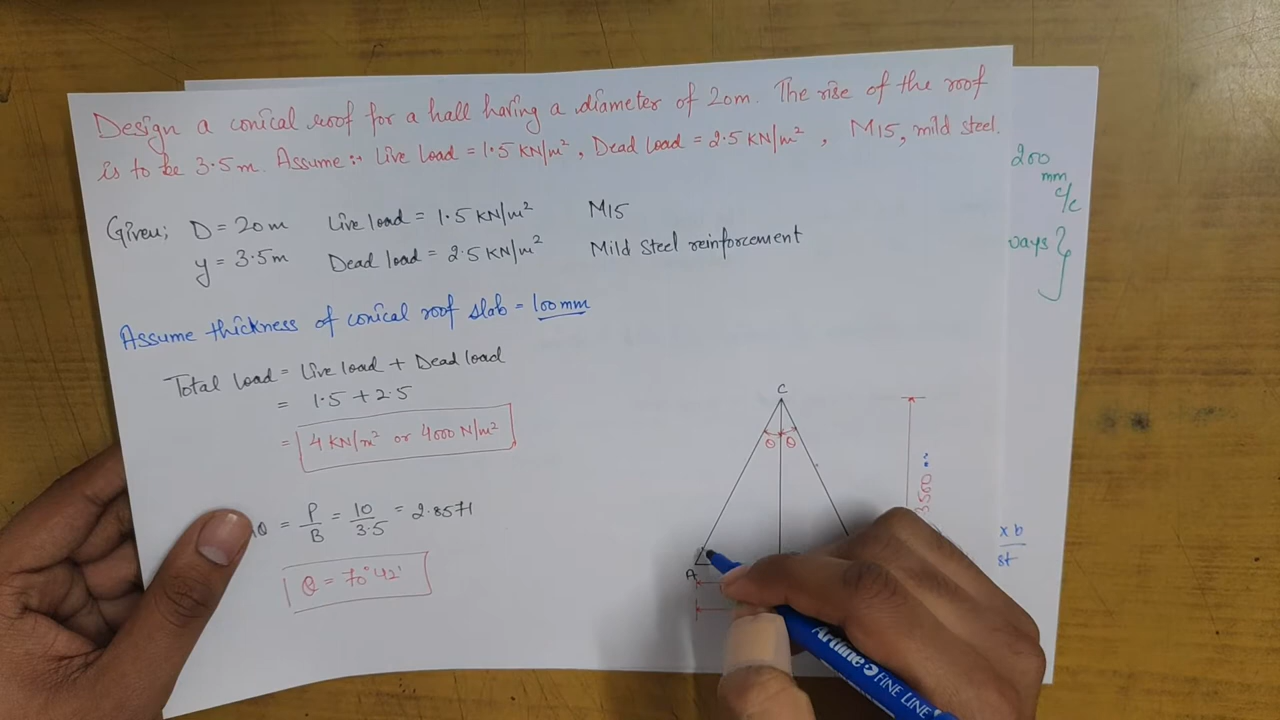 Design a conical roof for a hall having a diameter of 20m. The rise of the roof
is to be 3.5m. Assume:- Live Load = 1.5 KN/m², Dead Load = 2.5 KN/m², M15, mild steel.
Given; D = 20m Live load = 1.5 KN/m² M15
y = 3.5m Dead load = 2.5 KN/m² Mild Steel reinforcement
Assume thickness of conical roof slab = 100mm
Total load = Live load + Dead load
= 1.5 + 2.5
= 4 KN/m² or 4000 N/m²
θ = P/B = 10/3.5 = 2.8571
θ = 70°42'
C
θ θ
3500
A
200
mm
c/c
ways }
x b
st
Artline FINE LINE